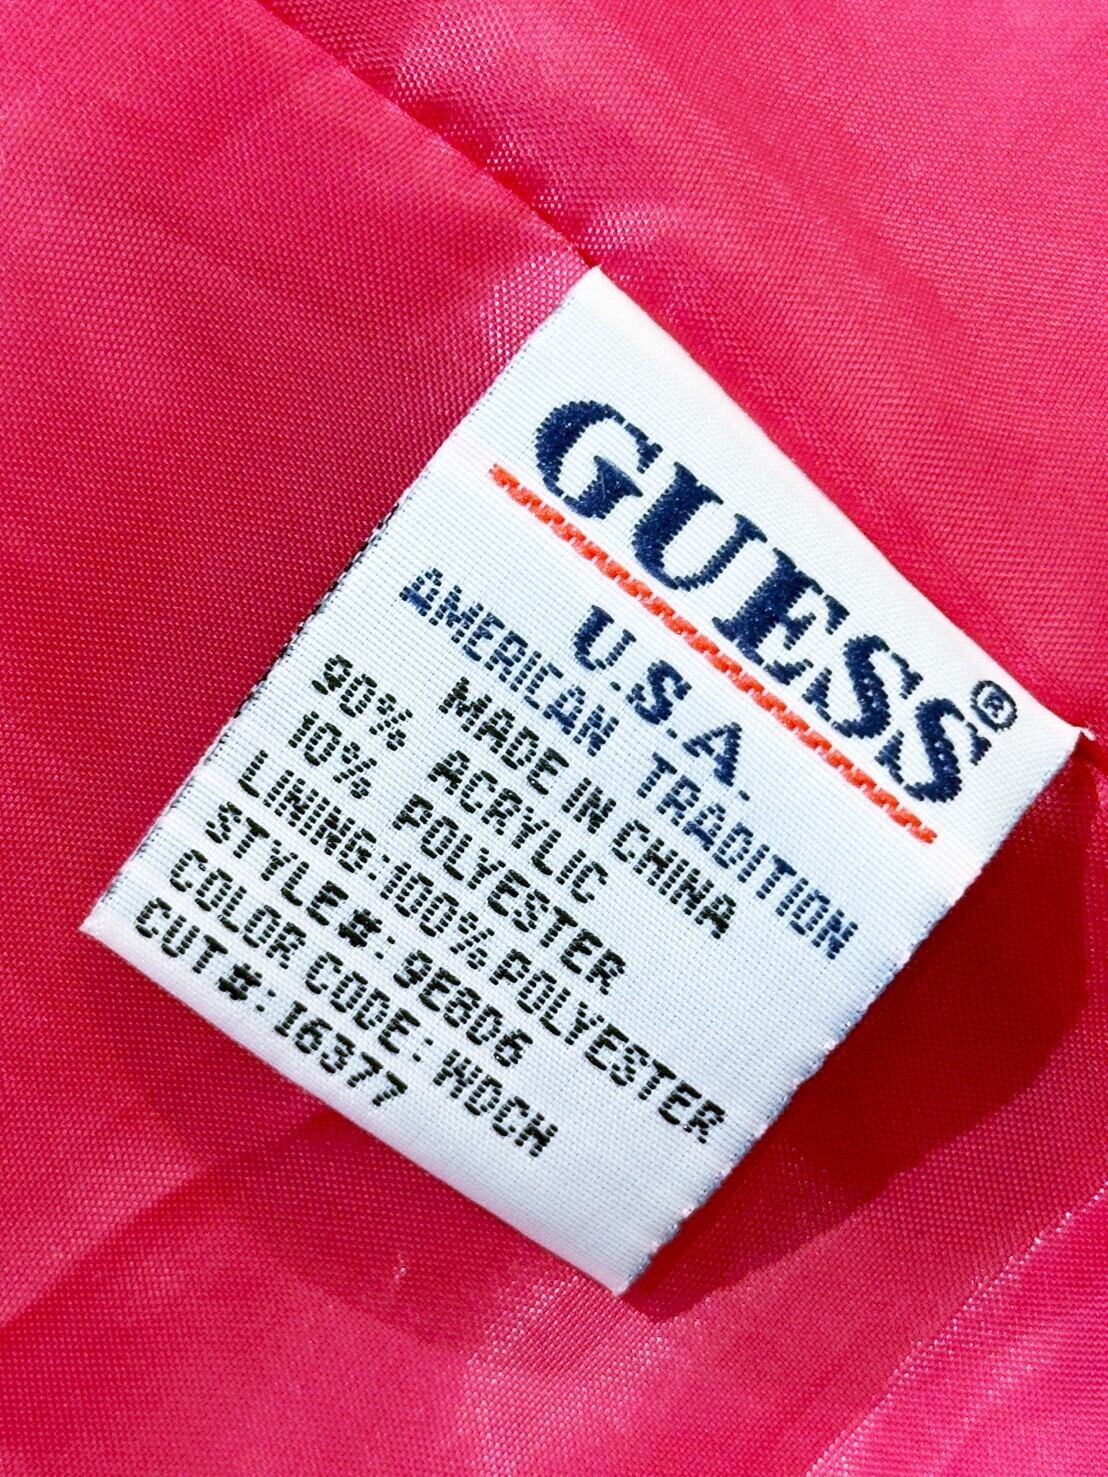 GUESS®
U.S.A.
AMERICAN TRADITION
MADE IN CHINA
90% ACRYLIC
10% POLYESTER
LINING:100% POLYESTER
STYLE#: 9E806
COLOR CODE: WDCH
CUT#: 16377